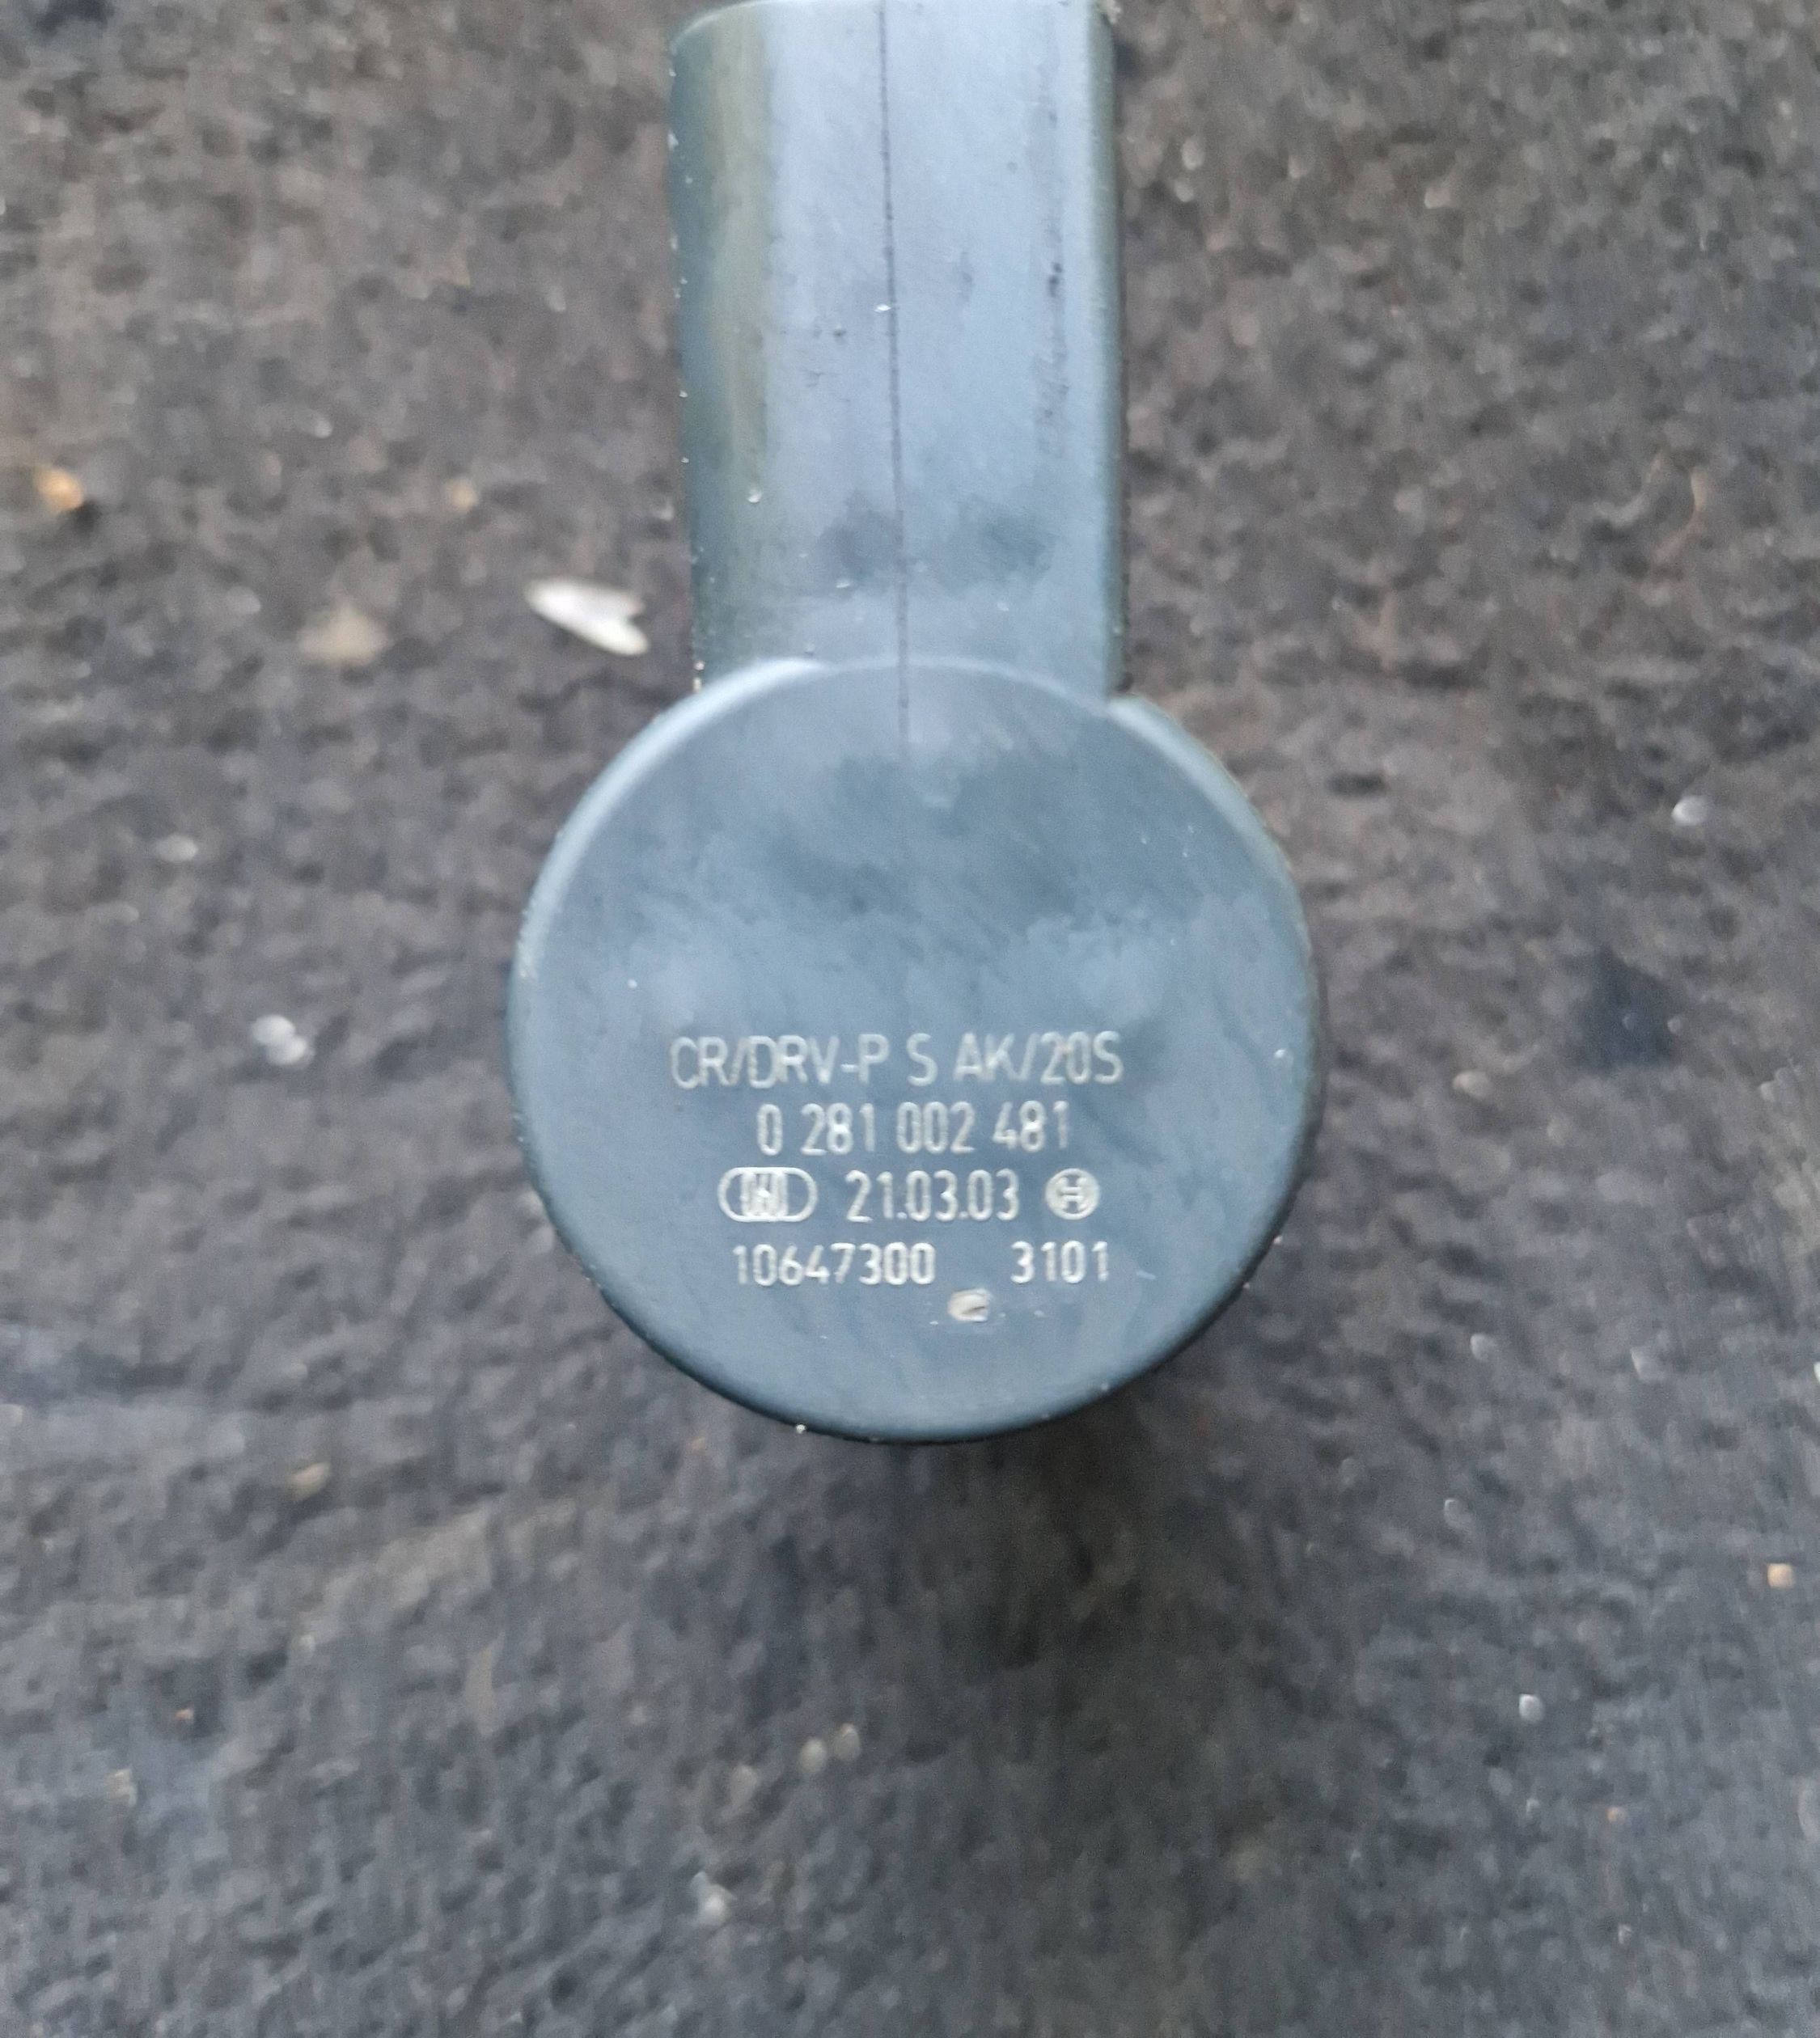 CR/DRV-P S AK/20S
0 281 002 481
21.03.03
10647300 3101